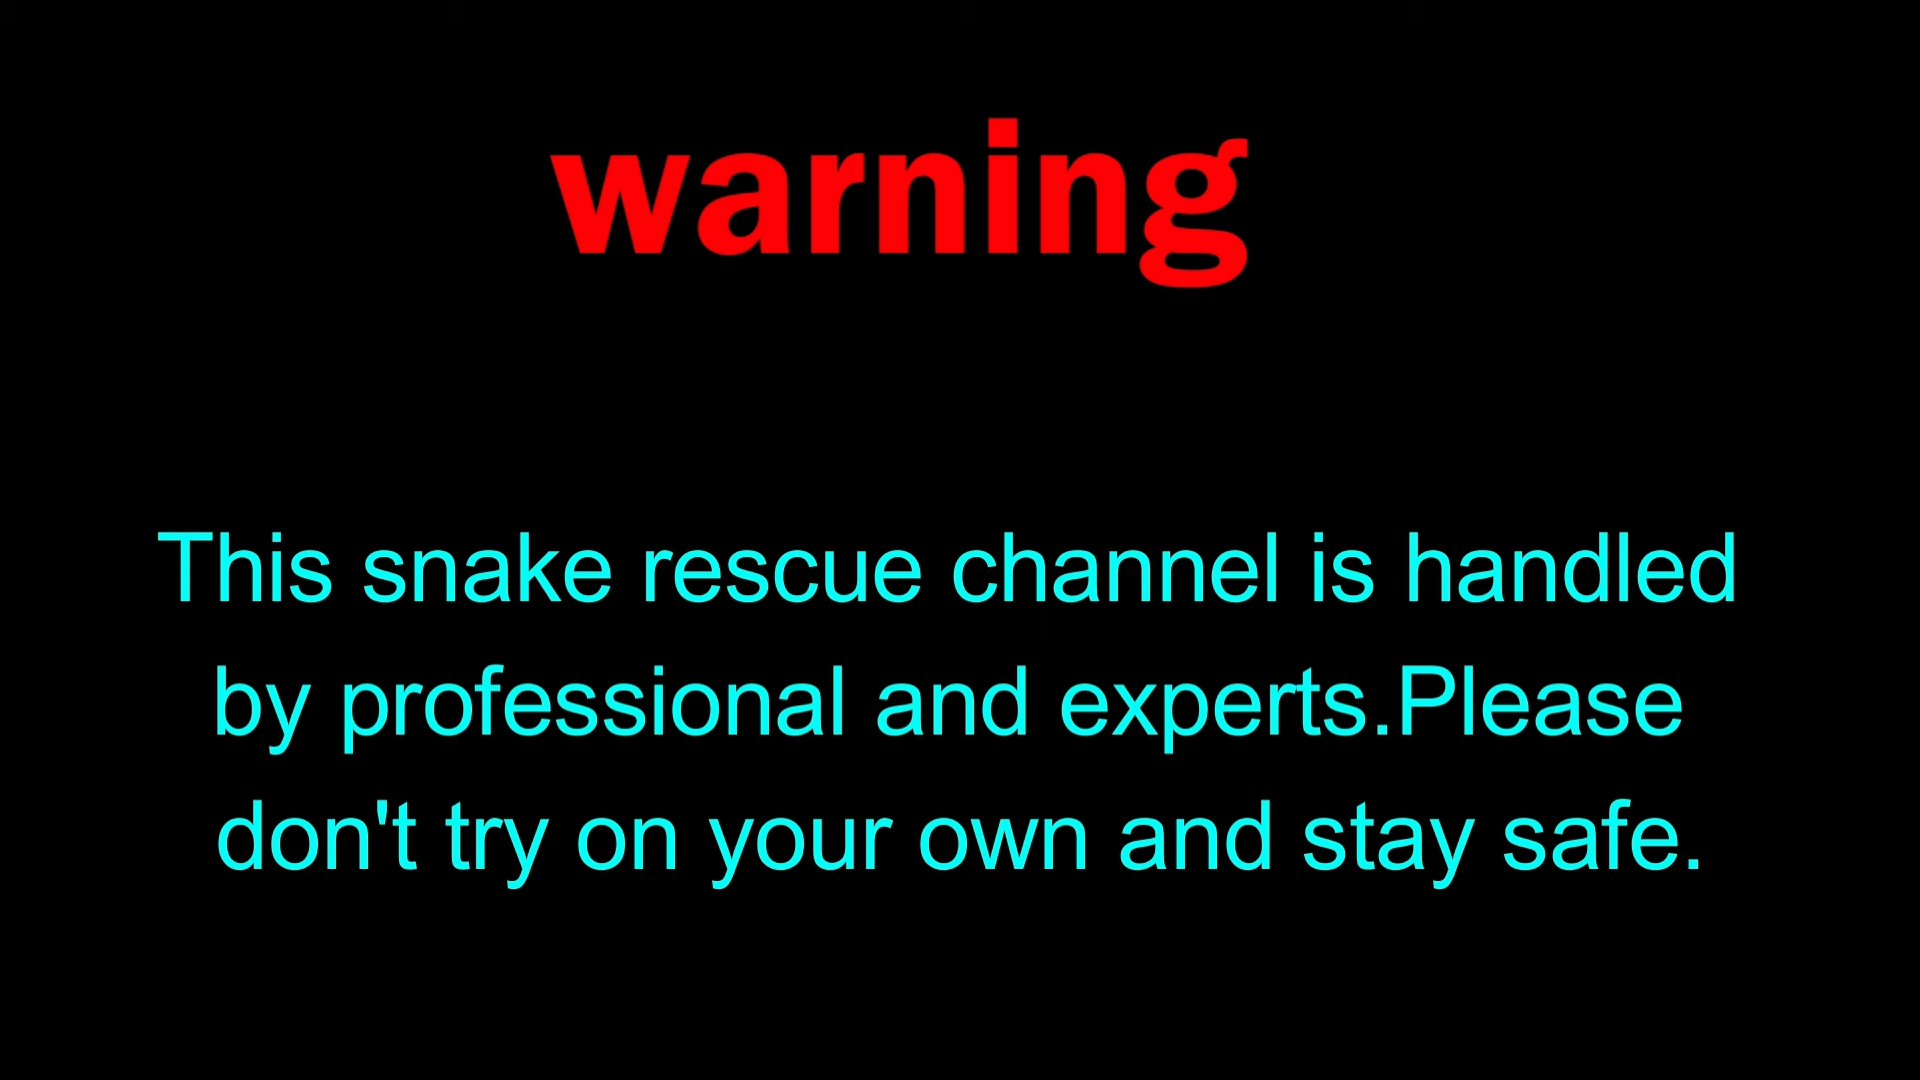 warning
This snake rescue channel is handled
by professional and experts.Please
don't try on your own and stay safe.